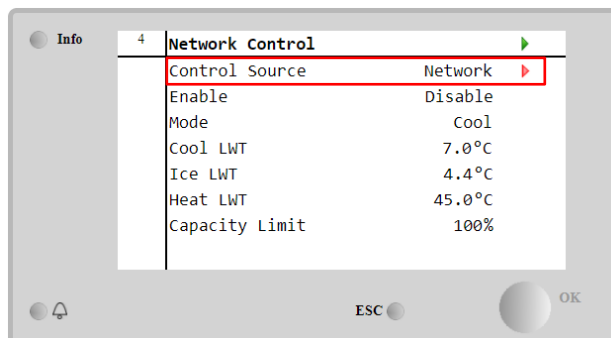 Info
4 Network Control
Control Source Network
Enable Disable
Mode Cool
Cool LWT 7.0°C
Ice LWT 4.4°C
Heat LWT 45.0°C
Capacity Limit 100%
ESC OK